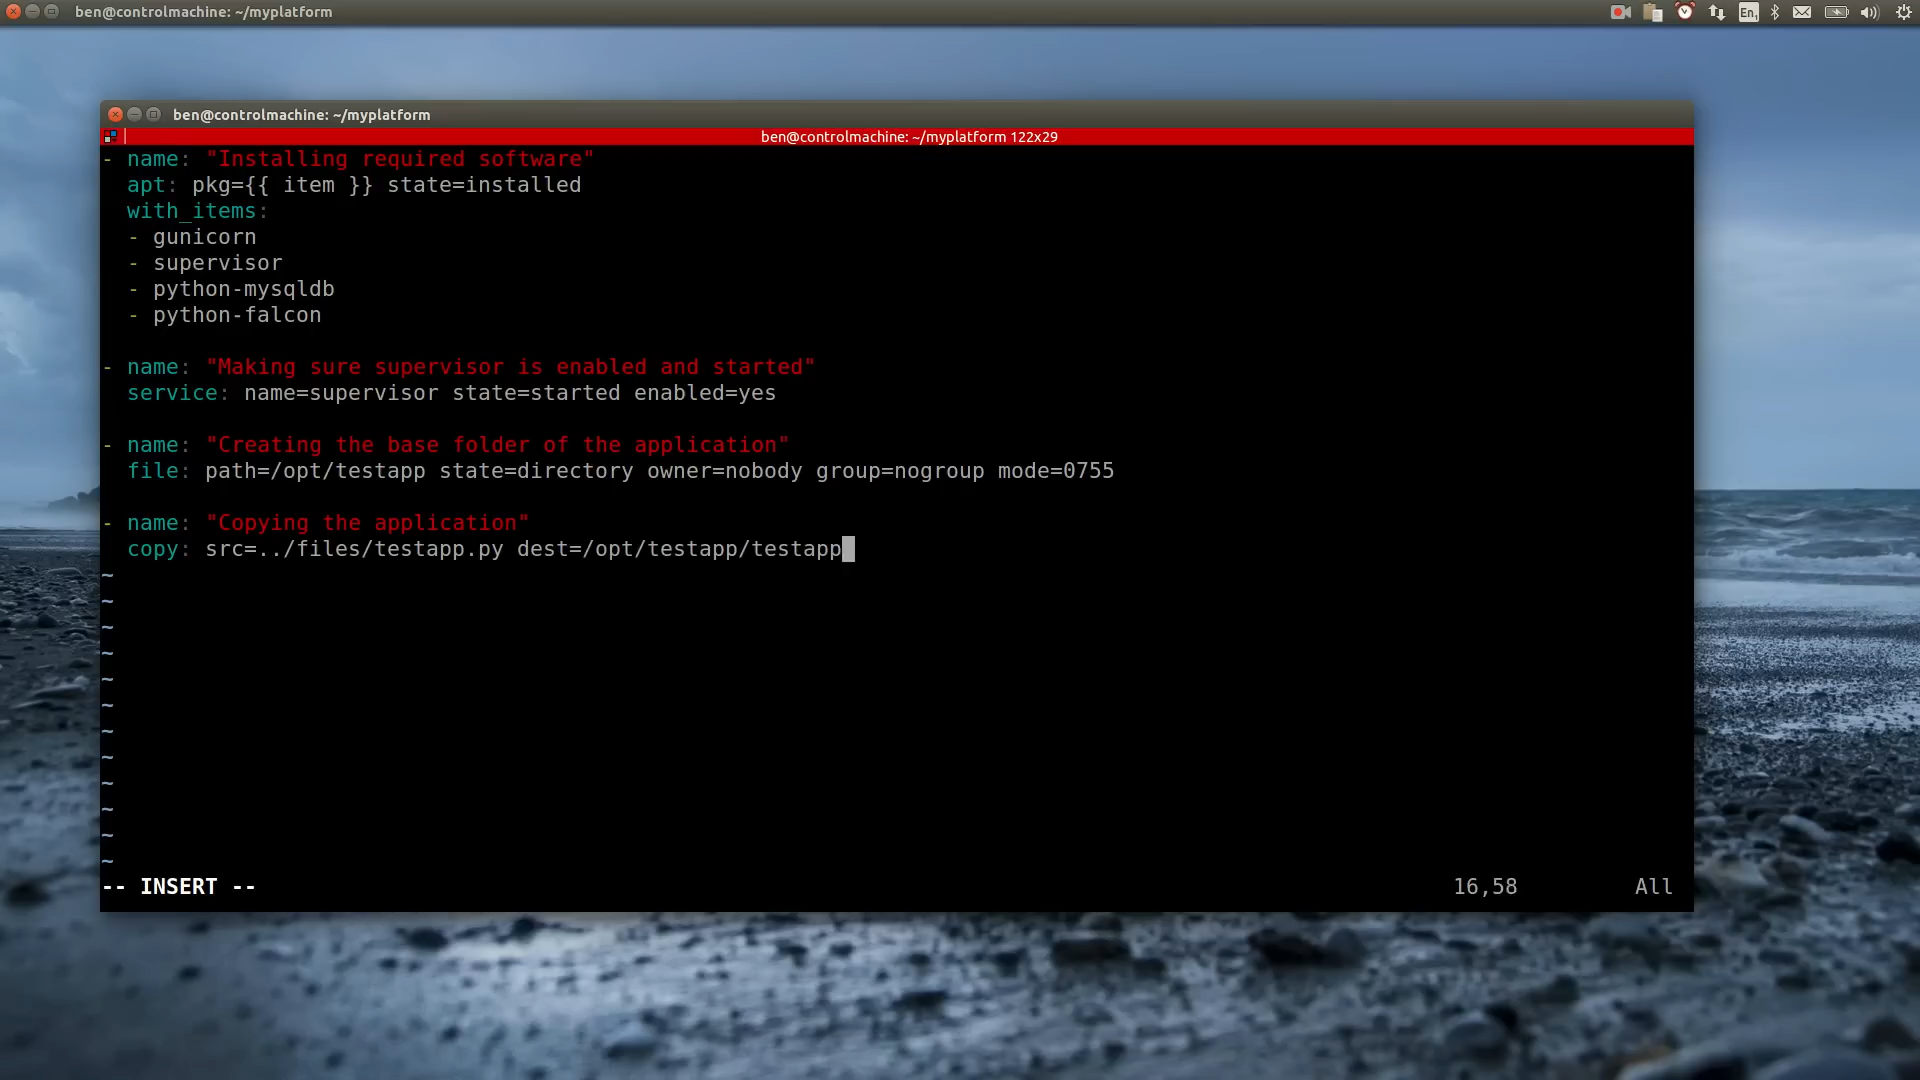 ben@controlmachine: ~/myplatform
En1
ben@controlmachine: ~/myplatform
ben@controlmachine: ~/myplatform 122x29
- name: "Installing required software"
  apt: pkg={{ item }} state=installed
  with_items:
  - gunicorn
  - supervisor
  - python-mysqldb
  - python-falcon
- name: "Making sure supervisor is enabled and started"
  service: name=supervisor state=started enabled=yes
- name: "Creating the base folder of the application"
  file: path=/opt/testapp state=directory owner=nobody group=nogroup mode=0755
- name: "Copying the application"
  copy: src=../files/testapp.py dest=/opt/testapp/testapp
~
~
~
~
~
~
~
~
~
~
~
~
-- INSERT -- 16,58 All